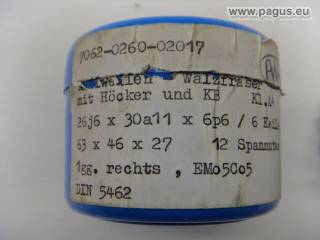 www.pagus.eu
7062-0260-02017
Walzfräser
mit Höcker und KB Kl.
26j6 x 30a11 x 6p6 / 6
63 x 46 x 27 12
1gg. rechts , EMo5Co5
DIN 5462